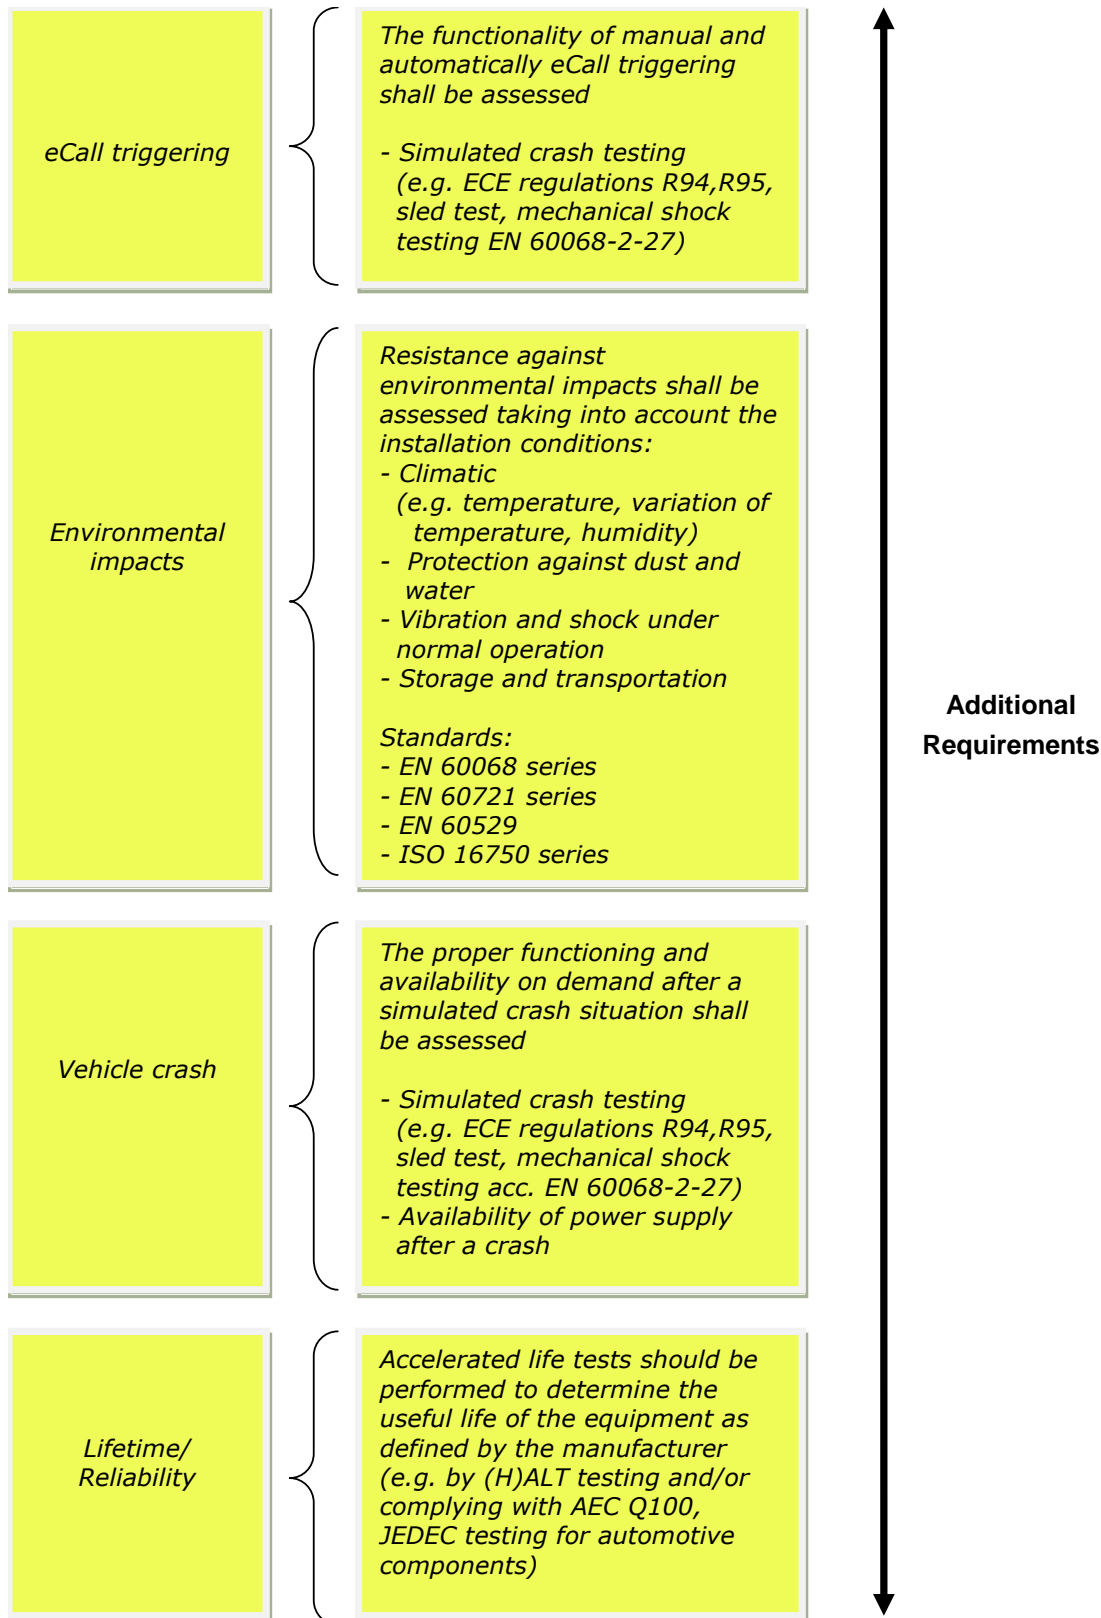 eCall triggering
The functionality of manual and
automatically eCall triggering
shall be assessed
- Simulated crash testing
(e.g. ECE regulations R94,R95,
sled test, mechanical shock
testing EN 60068-2-27)
Environmental
impacts
Resistance against
environmental impacts shall be
assessed taking into account the
installation conditions:
- Climatic
(e.g. temperature, variation of
temperature, humidity)
- Protection against dust and
water
- Vibration and shock under
normal operation
- Storage and transportation
Standards:
- EN 60068 series
- EN 60721 series
- EN 60529
- ISO 16750 series
Additional
Requirements
Vehicle crash
The proper functioning and
availability on demand after a
simulated crash situation shall
be assessed
- Simulated crash testing
(e.g. ECE regulations R94,R95,
sled test, mechanical shock
testing acc. EN 60068-2-27)
- Availability of power supply
after a crash
Lifetime/
Reliability
Accelerated life tests should be
performed to determine the
useful life of the equipment as
defined by the manufacturer
(e.g. by (H)ALT testing and/or
complying with AEC Q100,
JEDEC testing for automotive
components)